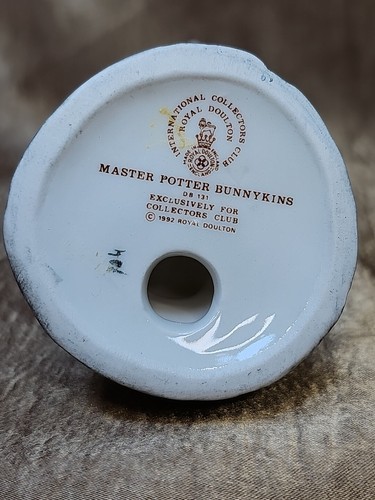 INTERNATIONAL COLLECTORS CLUB
ROYAL DOULTON
MASTER POTTER BUNNYKINS
DB 131
EXCLUSIVELY FOR
COLLECTORS CLUB
© 1992 ROYAL DOULTON